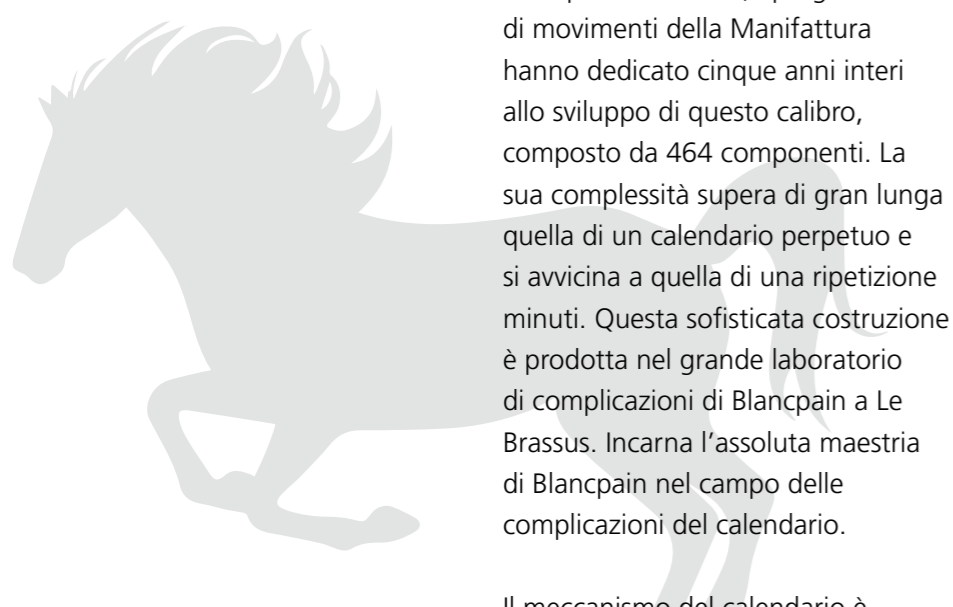 di movimenti della Manifattura
hanno dedicato cinque anni interi
allo sviluppo di questo calibro,
composto da 464 componenti. La
sua complessità supera di gran lunga
quella di un calendario perpetuo e
si avvicina a quella di una ripetizione
minuti. Questa sofisticata costruzione
è prodotta nel grande laboratorio
di complicazioni di Blancpain a Le
Brassus. Incarna l’assoluta maestria
di Blancpain nel campo delle
complicazioni del calendario.
Il meccanismo del calendario è